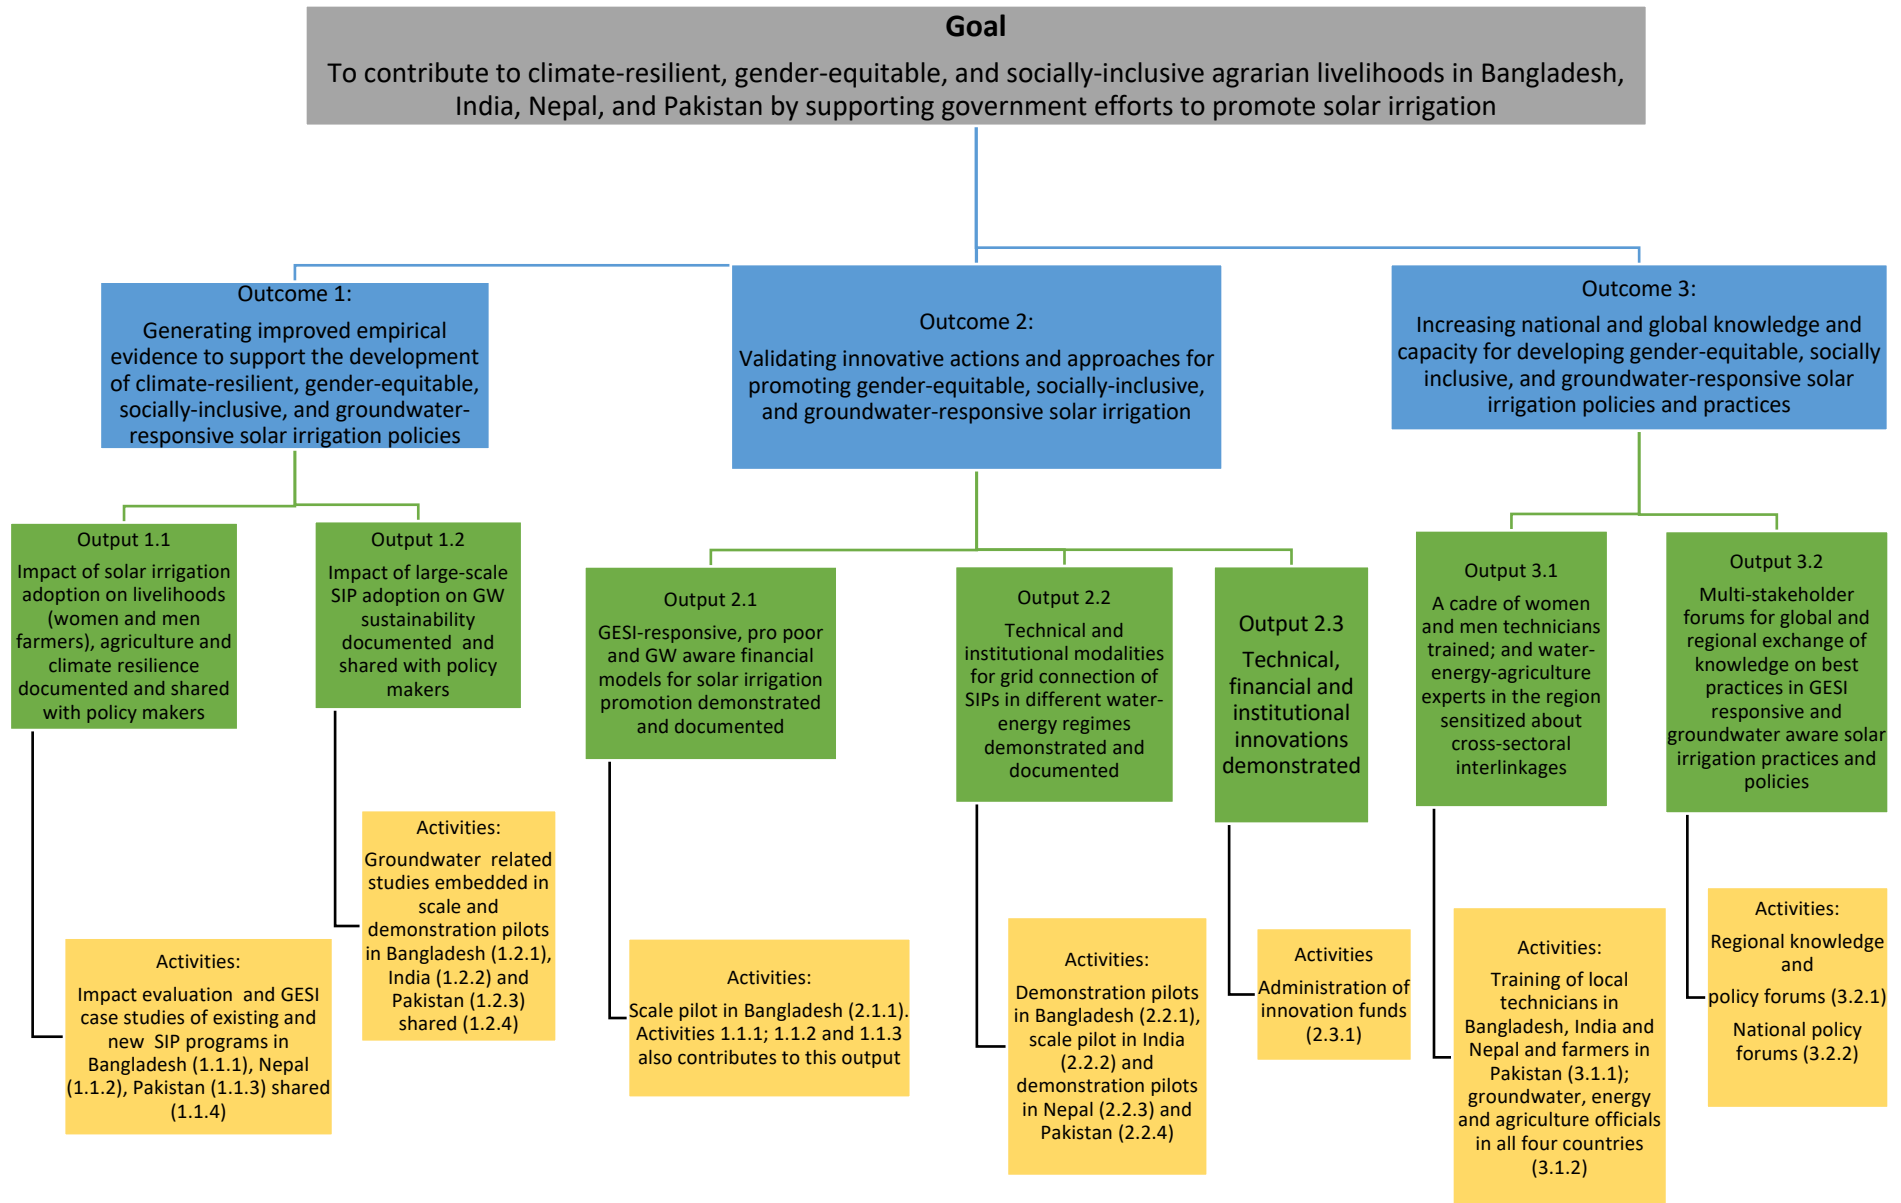 Goal
To contribute to climate-resilient, gender-equitable, and socially-inclusive agrarian livelihoods in Bangladesh,
India, Nepal, and Pakistan by supporting government efforts to promote solar irrigation
Outcome 1:
Generating improved empirical
evidence to support the development
of climate-resilient, gender-equitable,
socially-inclusive, and groundwater-
responsive solar irrigation policies
Outcome 2:
Validating innovative actions and approaches for
promoting gender-equitable, socially-inclusive,
and groundwater-responsive solar irrigation
Outcome 3:
Increasing national and global knowledge and
capacity for developing gender-equitable, socially
inclusive, and groundwater-responsive solar
irrigation policies and practices
Output 1.1
Impact of solar irrigation
adoption on livelihoods
(women and men
farmers), agriculture and
climate resilience
documented and shared
with policy makers
Output 1.2
Impact of large-scale
SIP adoption on GW
sustainability
documented  and
shared with policy
makers
Output 2.1
GESI-responsive, pro poor
and GW aware financial
models for solar irrigation
promotion demonstrated
and documented
Output 2.2
Technical and
institutional modalities
for grid connection of
SIPs in different water-
energy regimes
demonstrated and
documented
Output 2.3
Technical,
financial and
institutional
innovations
demonstrated
Output 3.1
A cadre of women
and men technicians
trained; and water-
energy-agriculture
experts in the region
sensitized about
cross-sectoral
interlinkages
Output 3.2
Multi-stakeholder
forums for global and
regional exchange of
knowledge on best
practices in GESI
responsive and
groundwater aware solar
irrigation practices and
policies
Activities:
Impact evaluation  and GESI
case studies of existing and
new  SIP programs in
Bangladesh (1.1.1), Nepal
(1.1.2), Pakistan (1.1.3) shared
(1.1.4)
Activities:
Groundwater  related
studies embedded in
scale and
demonstration pilots
in Bangladesh (1.2.1),
India (1.2.2) and
Pakistan (1.2.3)
shared (1.2.4)
Activities:
Scale pilot in Bangladesh (2.1.1).
Activities 1.1.1; 1.1.2 and 1.1.3
also contributes to this output
Activities:
Demonstration pilots
in Bangladesh (2.2.1),
scale pilot in India
(2.2.2) and
demonstration pilots
in Nepal (2.2.3) and
Pakistan (2.2.4)
Activities
Administration of
innovation funds
(2.3.1)
Activities:
Training of local
technicians in
Bangladesh, India and
Nepal and farmers in
Pakistan (3.1.1);
groundwater, energy
and agriculture officials
in all four countries
(3.1.2)
Activities:
Regional knowledge
and
policy forums (3.2.1)
National policy
forums (3.2.2)